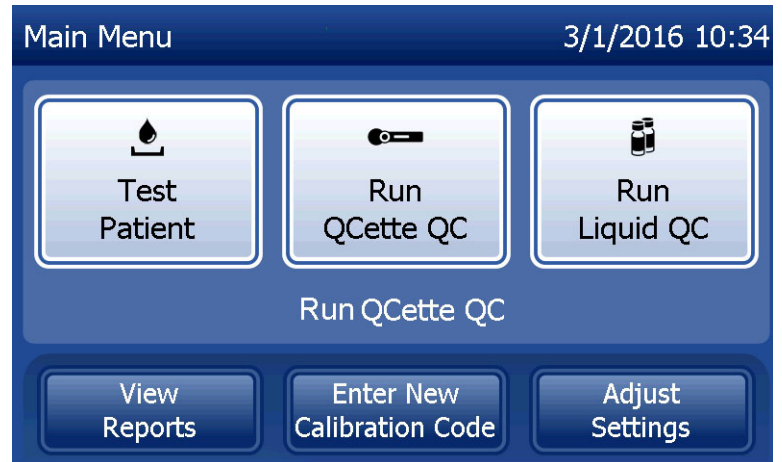 Main Menu 3/1/2016 10:34
Test
Patient
Run
QCette QC
Run
Liquid QC
Run QCette QC
View
Reports
Enter New
Calibration Code
Adjust
Settings